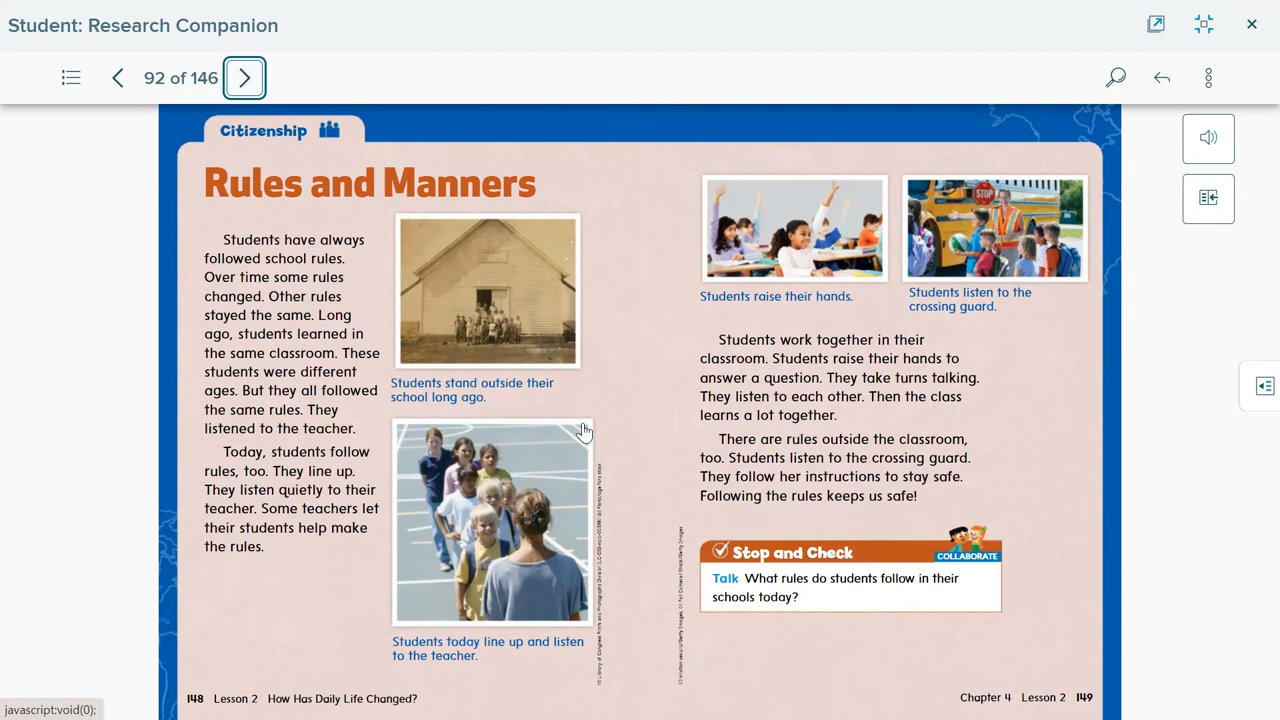 Student: Research Companion
92 of 146
Citizenship
Rules and Manners
Students have always
followed school rules.
Over time some rules
changed. Other rules
stayed the same. Long
ago, students learned in
the same classroom. These
students were different
ages. But they all followed
the same rules. They
listened to the teacher.
Today, students follow
rules, too. They line up.
They listen quietly to their
teacher. Some teachers let
their students help make
the rules.
Students stand outside their
school long ago.
Students today line up and listen
to the teacher.
148 Lesson 2 How Has Daily Life Changed?
STOP
Students raise their hands.
Students listen to the
crossing guard.
Students work together in their
classroom. Students raise their hands to
answer a question. They take turns talking.
They listen to each other. Then the class
learns a lot together.
There are rules outside the classroom,
too. Students listen to the crossing guard.
They follow her instructions to stay safe.
Following the rules keeps us safe!
Stop and Check
COLLABORATE
Talk What rules do students follow in their
schools today?
Chapter 4 Lesson 2 149
javascript:void(0);